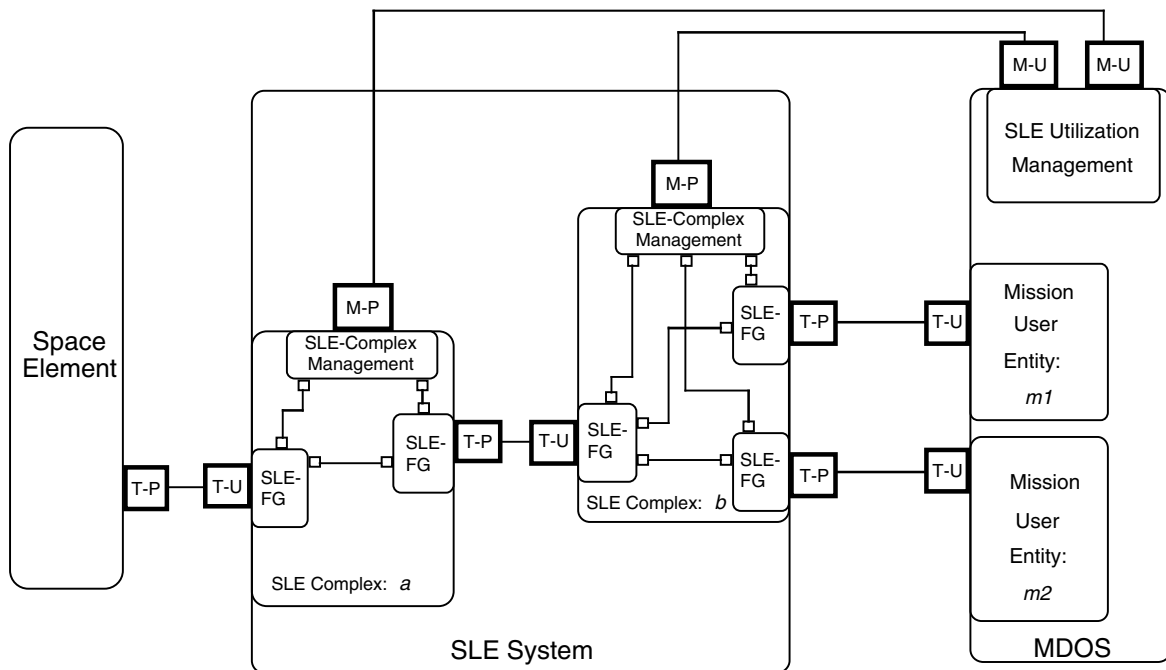 M-U
M-U
SLE Utilization
Management
M-P
SLE-Complex
Management
M-P
SLE-Complex
Management
Space
Element
SLE-
FG
T-P
T-U
Mission
User
Entity:
m1
SLE-
FG
T-P
T-U
SLE-
FG
SLE-
FG
T-P
T-U
Mission
User
Entity:
m2
T-P
T-U
SLE-
FG
SLE-
FG
T-P
T-U
SLE Complex: b
SLE Complex: a
SLE System
MDOS